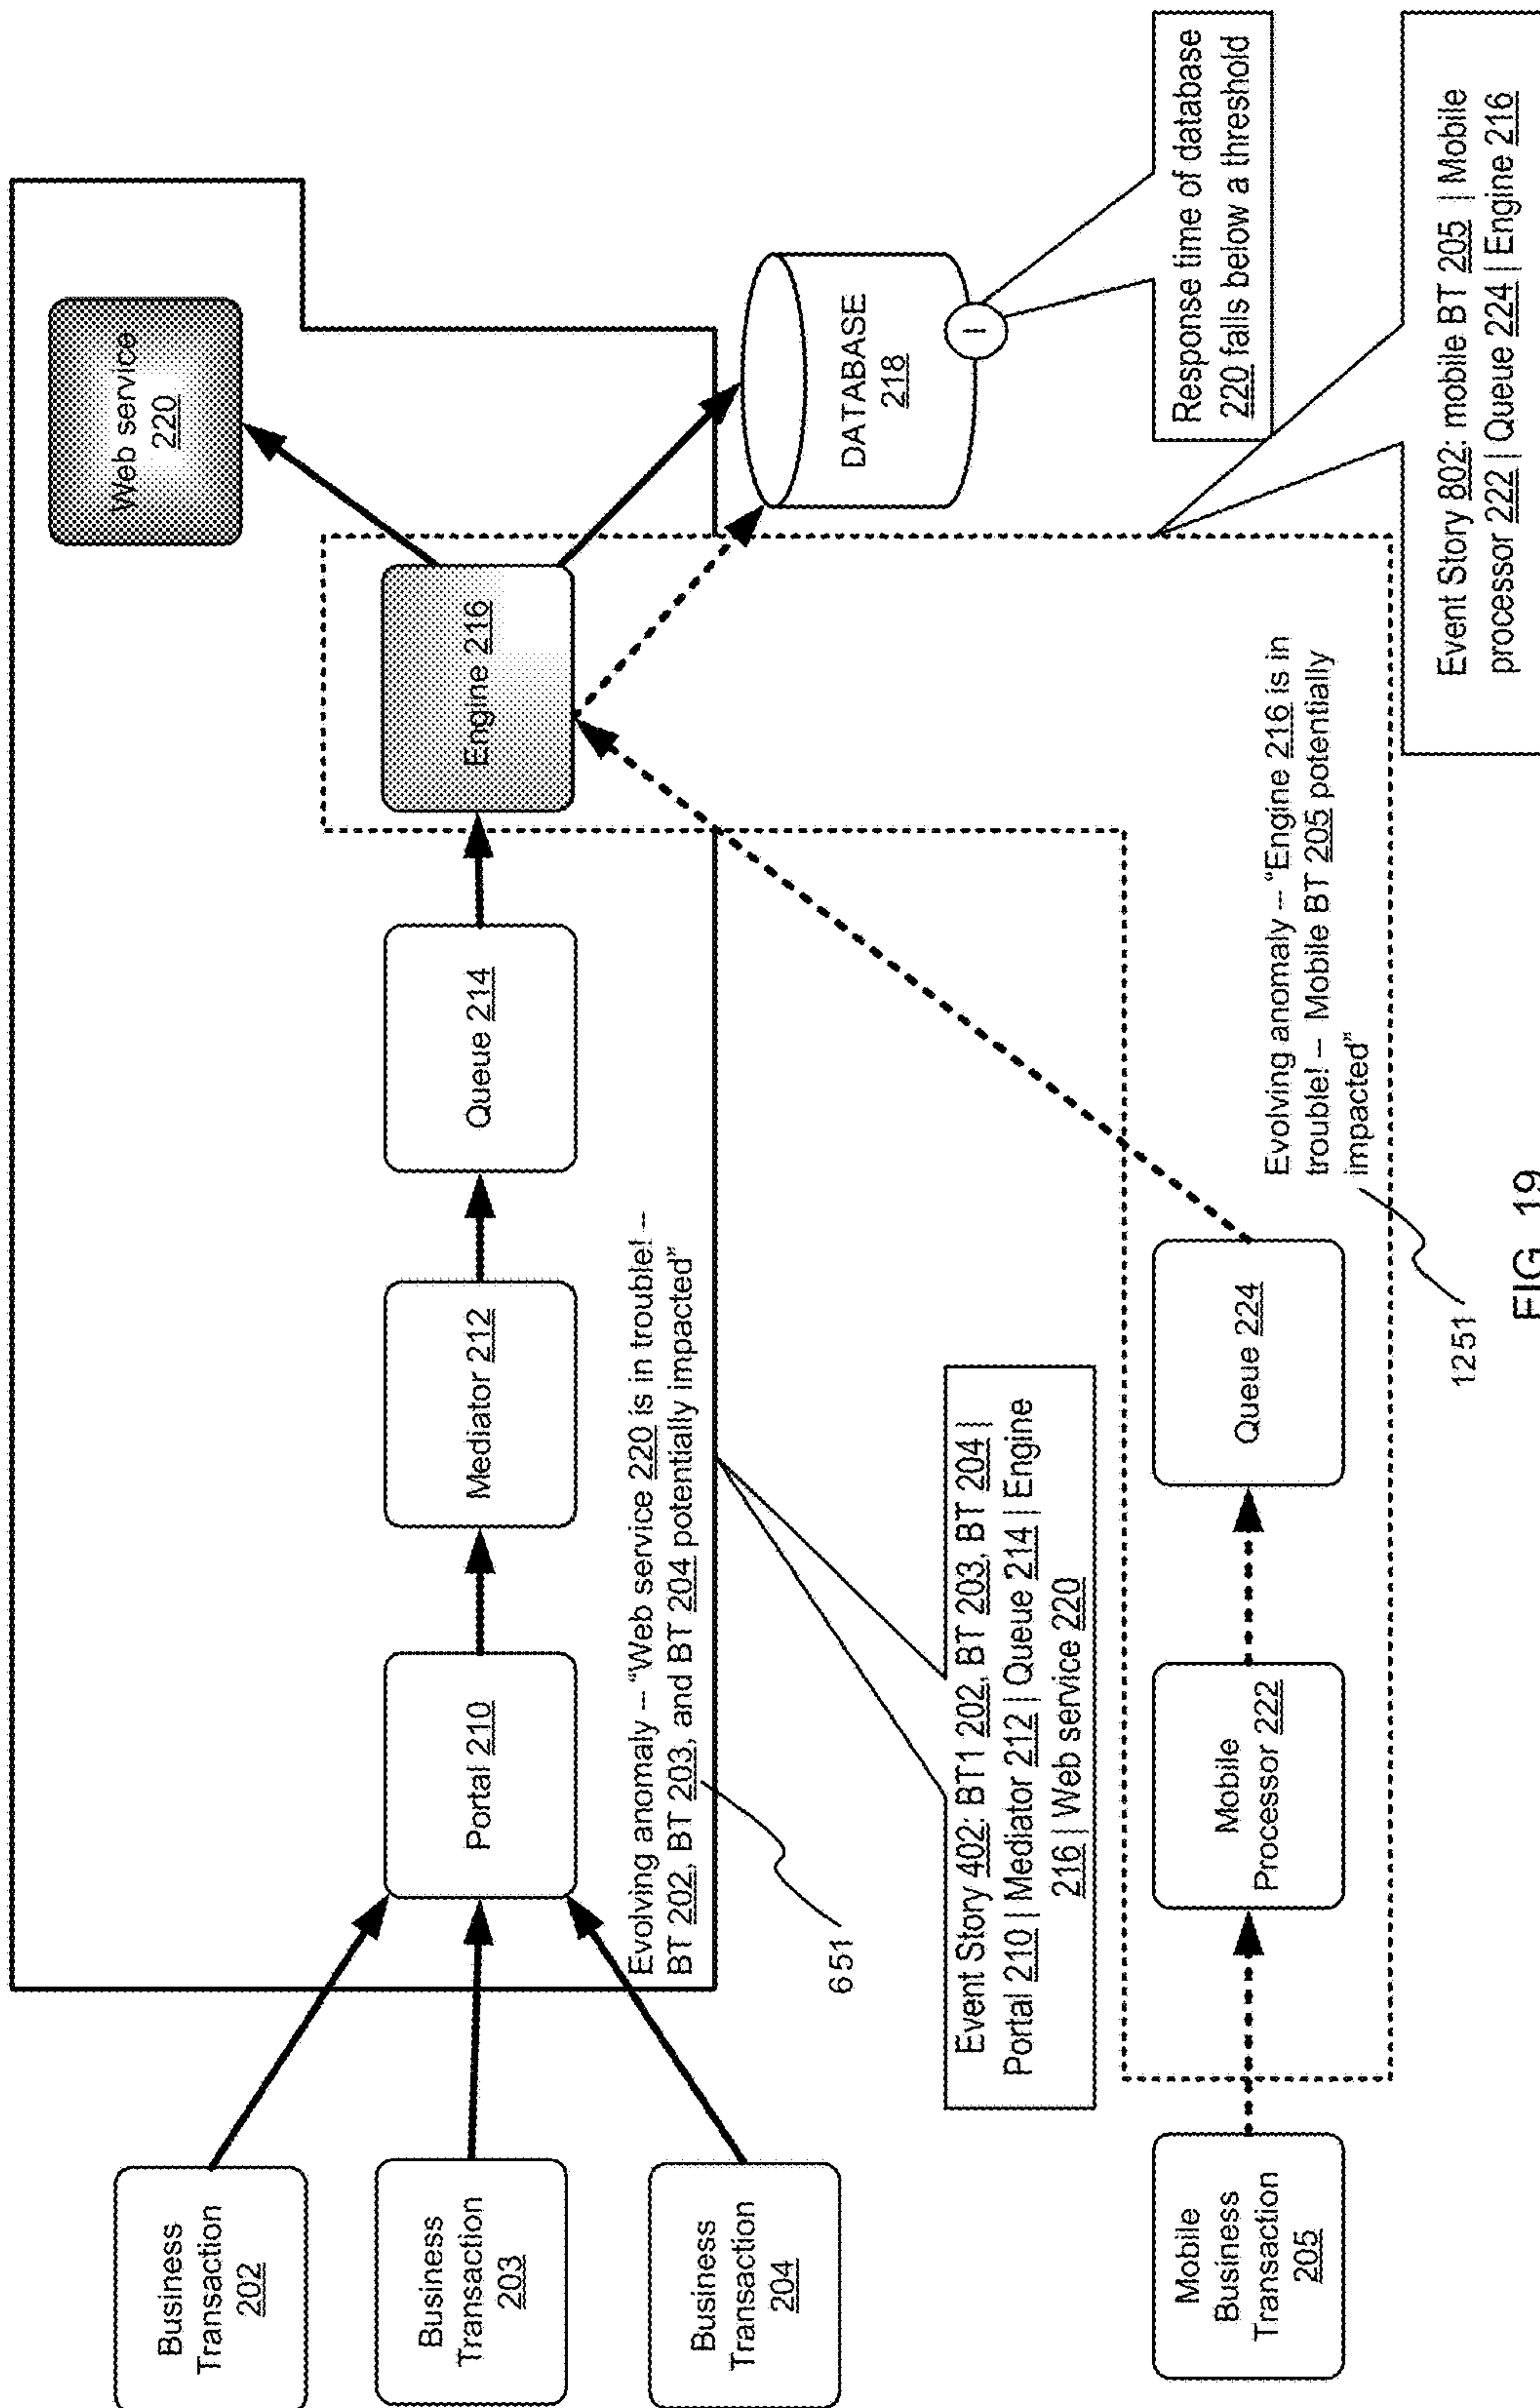 Business
Transaction
202
Business
Transaction
203
Business
Transaction
204
Portal 210
Mediator 212
Queue 214
Engine 216
Web service
220
Evolving anomaly -- "Web service 220 is in trouble! --
BT 202, BT 203, and BT 204 potentially impacted"
651
DATABASE
218
I
Response time of database
220 falls below a threshold
Event Story 402: BT1 202, BT 203, BT 204 |
Portal 210 | Mediator 212 | Queue 214 | Engine
216 | Web service 220
Mobile
Business
Transaction
205
Mobile
Processor 222
Queue 224
Evolving anomaly -- "Engine 216 is in
trouble! -- Mobile BT 205 potentially
impacted"
1251
Event Story 802: mobile BT 205 | Mobile
processor 222 | Queue 224 | Engine 216
FIG. 19